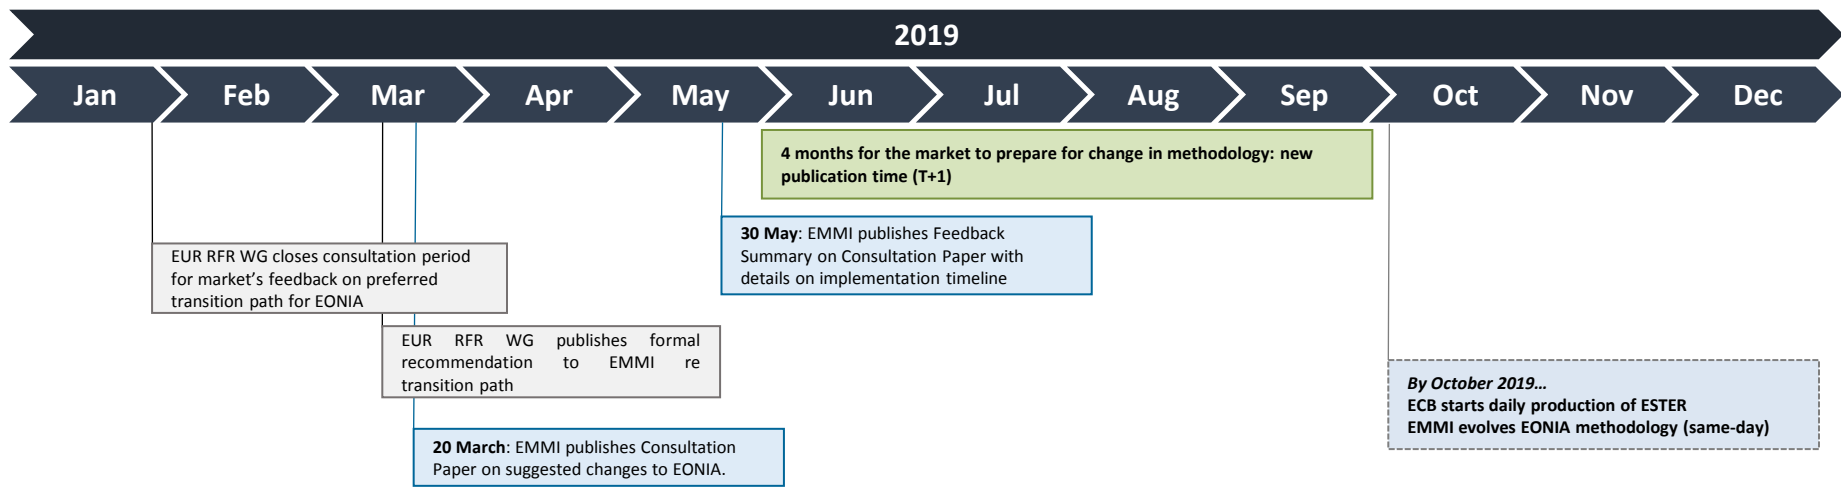 2019
Jan Feb Mar Apr May Jun Jul Aug Sep Oct Nov Dec
4 months for the market to prepare for change in methodology: new
publication time (T+1)
30 May: EMMI publishes Feedback
Summary on Consultation Paper with
details on implementation timeline
EUR RFR WG closes consultation period
for market’s feedback on preferred
transition path for EONIA
EUR RFR WG publishes formal
recommendation to EMMI re
transition path
By October 2019…
ECB starts daily production of ESTER
EMMI evolves EONIA methodology (same-day)
20 March: EMMI publishes Consultation
Paper on suggested changes to EONIA.